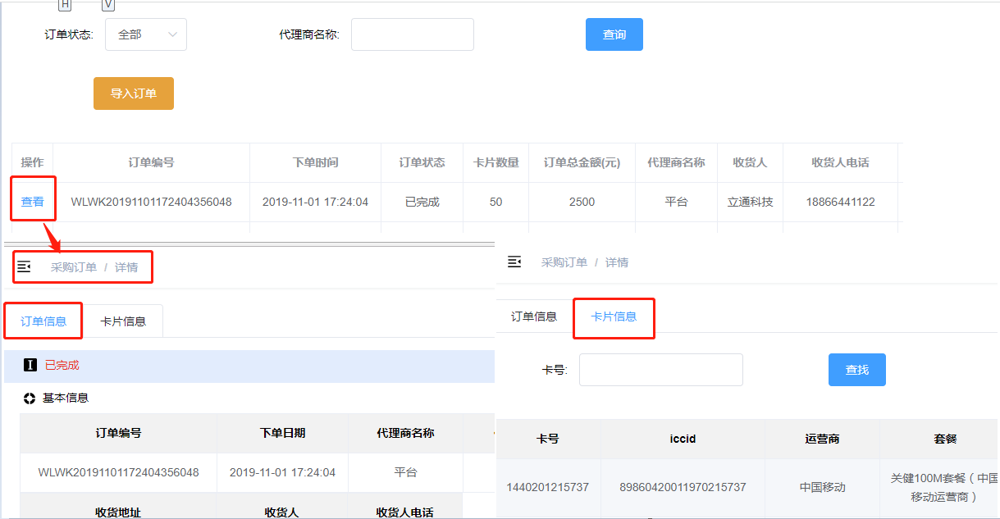 H V
订单状态: 全部 代理商名称: 查询
导入订单
操作 订单编号 下单时间 订单状态 卡片数量 订单总金额(元) 代理商名称 收货人 收货人电话
查看 WLWK20191101172404356048 2019-11-01 17:24:04 已完成 50 2500 平台 立通科技 18866441122
采购订单 / 详情
订单信息 卡片信息
已完成
基本信息
订单编号 下单日期 代理商名称
WLWK20191101172404356048 2019-11-01 17:24:04 平台
收货地址 收货人 收货人电话
采购订单 / 详情
订单信息 卡片信息
卡号: 查找
卡号 iccid 运营商 套餐
1440201215737 89860420011970215737 中国移动 关健100M套餐（中国
移动运营商）